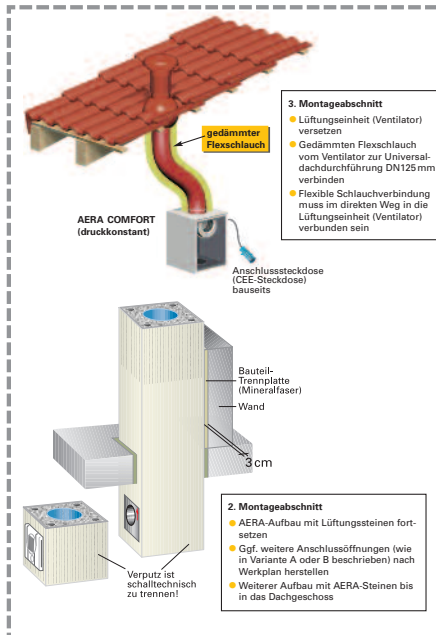 gedämmter
Flexschlauch
3. Montageabschnitt
Lüftungseinheit (Ventilator)
versetzen
Gedämmten Flexschlauch
vom Ventilator zur Universal-
dachdurchführung DN125 mm
verbinden
Flexible Schlauchverbindung
muss im direkten Weg in die
Lüftungseinheit (Ventilator)
verbunden sein
AERA COMFORT
(druckkonstant)
Anschlusssteckdose
(CEE-Steckdose)
bauseits
Bauteil-
Trennplatte
(Mineralfaser)
Wand
3 cm
2. Montageabschnitt
AERA-Aufbau mit Lüftungssteinen fort-
setzen
Ggf. weitere Anschlussöffnungen (wie
in Variante A oder B beschrieben) nach
Werkplan herstellen
Weiterer Aufbau mit AERA-Steinen bis
in das Dachgeschoss
Verputz ist
schalltechnisch
zu trennen!